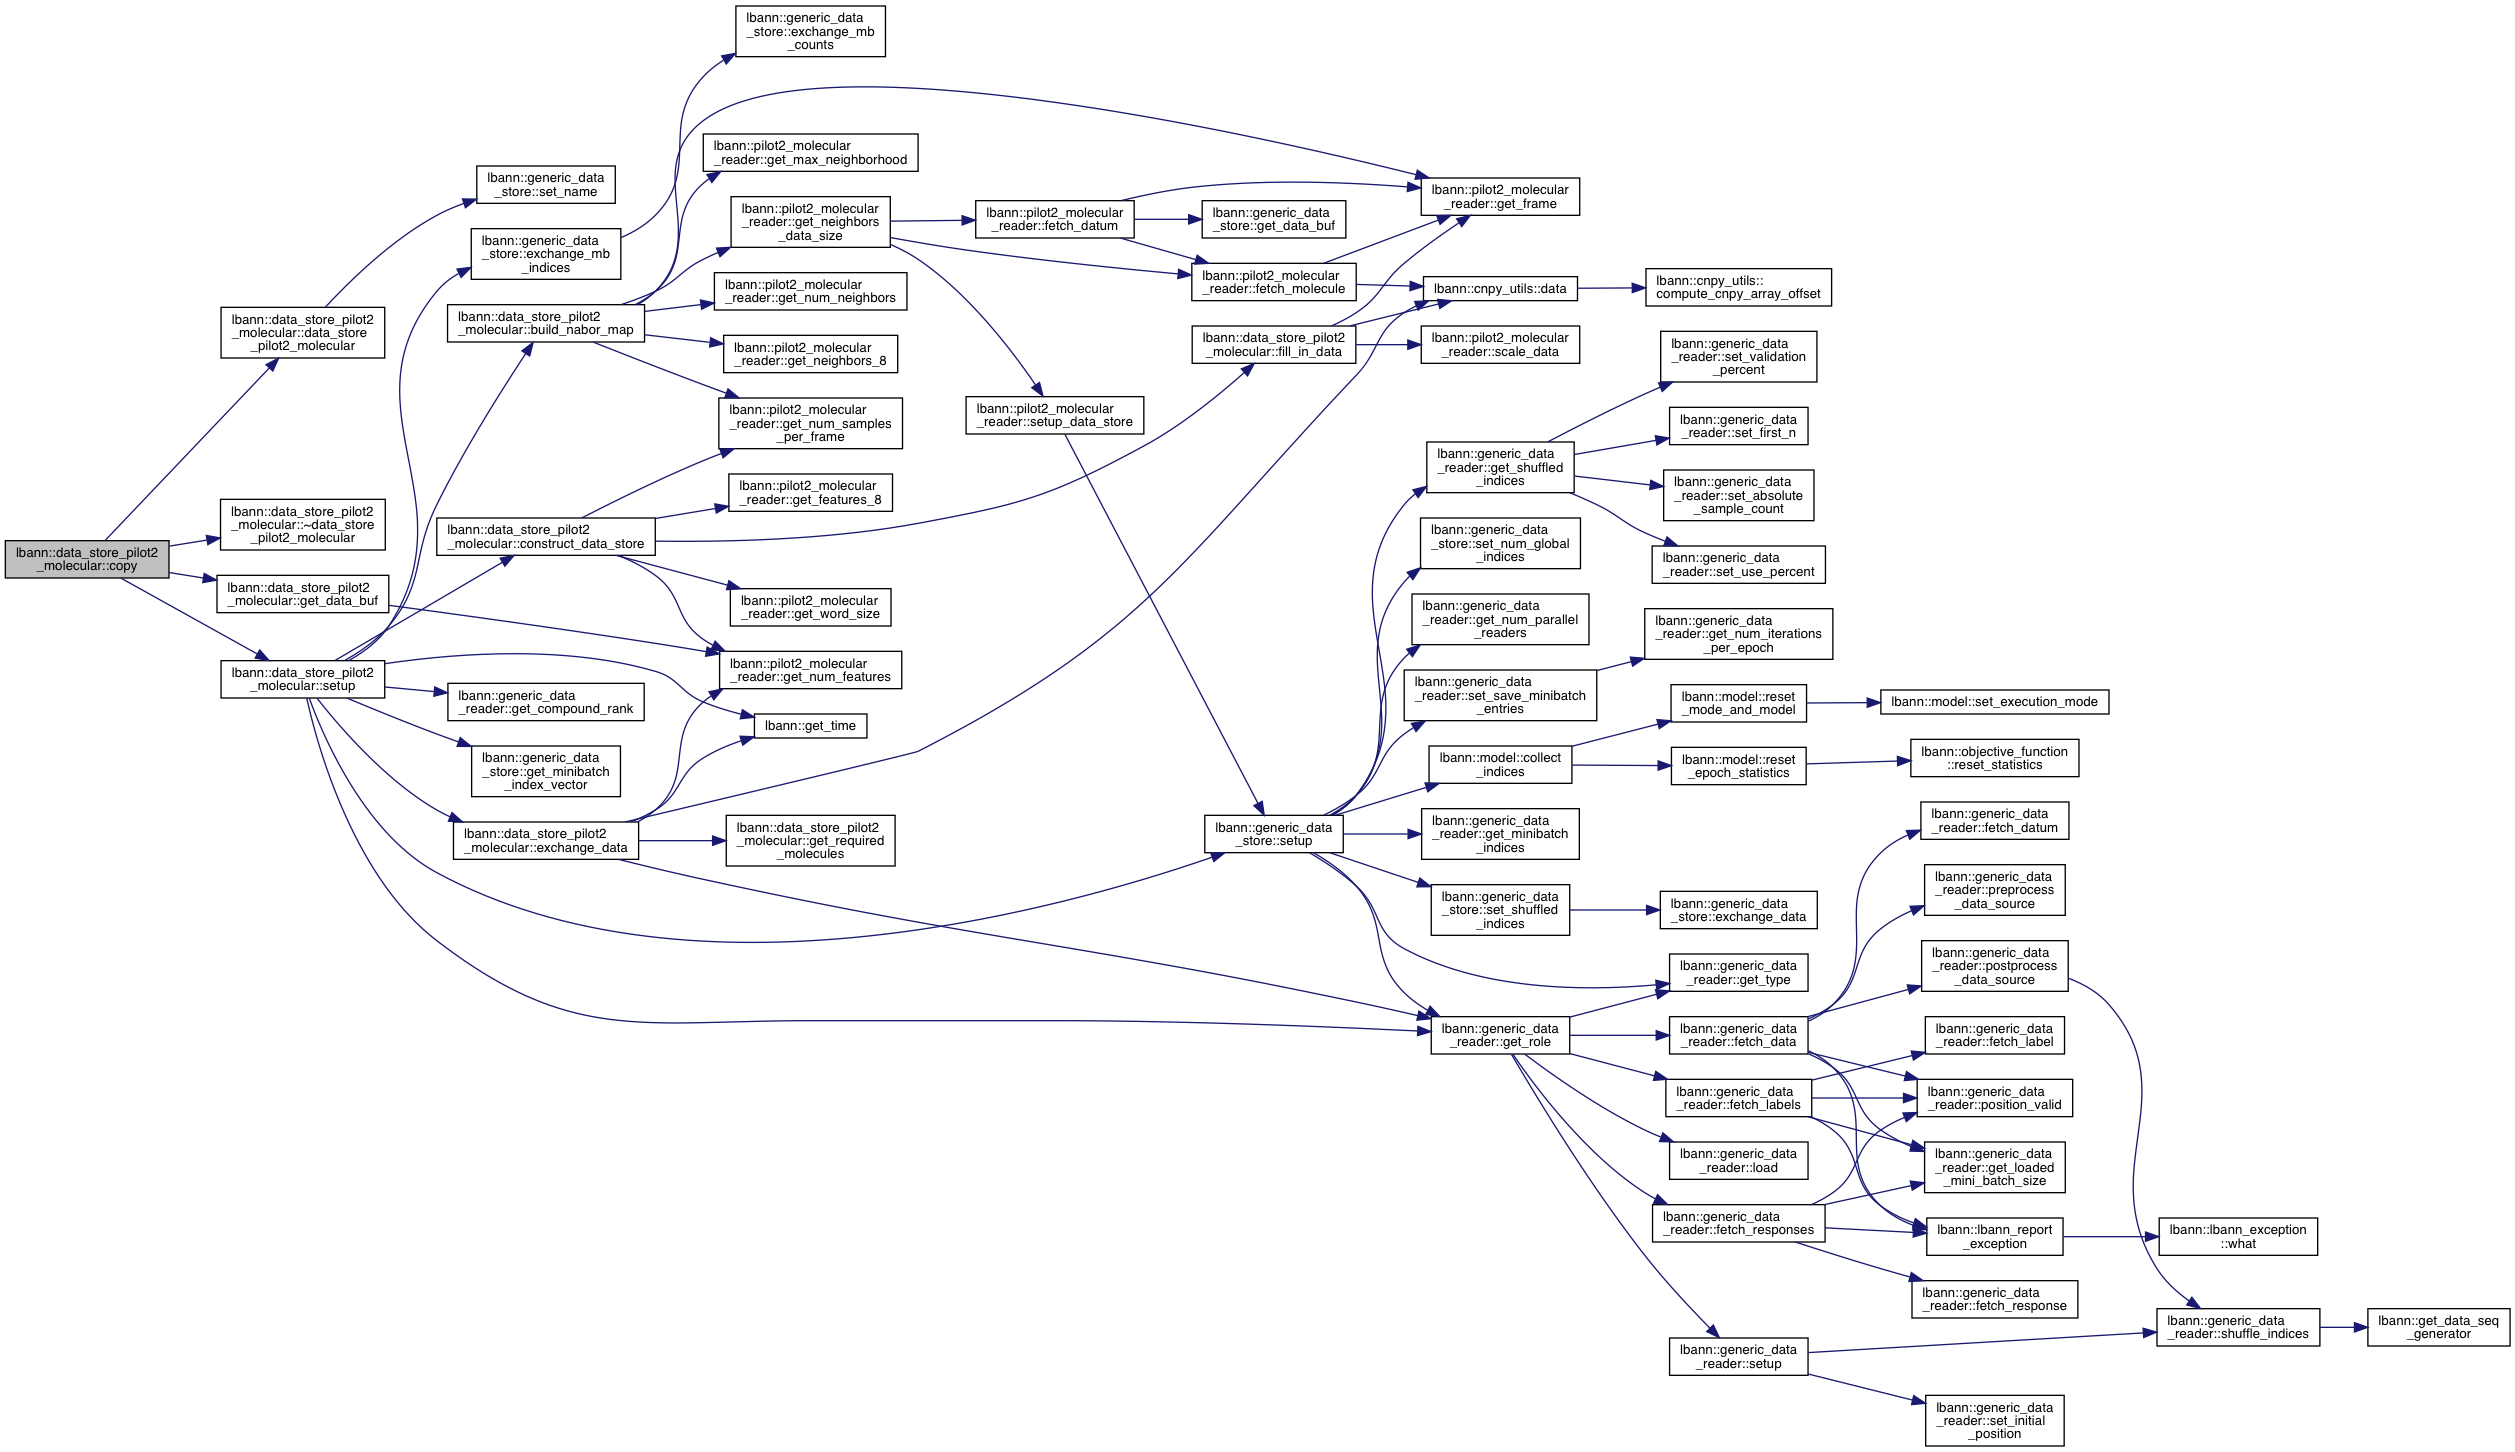 lbann::generic_data
_store::exchange_mb
_counts
lbann::pilot2_molecular
_reader::get_max_neighborhood
lbann::generic_data
_store::set_name
lbann::pilot2_molecular
_reader::get_frame
lbann::pilot2_molecular
_reader::get_neighbors
_data_size
lbann::pilot2_molecular
_reader::fetch_datum
lbann::generic_data
_store::get_data_buf
lbann::generic_data
_store::exchange_mb
_indices
lbann::pilot2_molecular
_reader::fetch_molecule
lbann::cnpy_utils::data
lbann::cnpy_utils::
compute_cnpy_array_offset
lbann::pilot2_molecular
_reader::get_num_neighbors
lbann::data_store_pilot2
_molecular::data_store
_pilot2_molecular
lbann::data_store_pilot2
_molecular::build_nabor_map
lbann::data_store_pilot2
_molecular::fill_in_data
lbann::pilot2_molecular
_reader::scale_data
lbann::generic_data
_reader::set_validation
_percent
lbann::pilot2_molecular
_reader::get_neighbors_8
lbann::pilot2_molecular
_reader::get_num_samples
_per_frame
lbann::pilot2_molecular
_reader::setup_data_store
lbann::generic_data
_reader::set_first_n
lbann::generic_data
_reader::get_shuffled
_indices
lbann::generic_data
_reader::set_absolute
_sample_count
lbann::pilot2_molecular
_reader::get_features_8
lbann::data_store_pilot2
_molecular::~data_store
_pilot2_molecular
lbann::data_store_pilot2
_molecular::construct_data_store
lbann::generic_data
_store::set_num_global
_indices
lbann::generic_data
_reader::set_use_percent
lbann::data_store_pilot2
_molecular::copy
lbann::data_store_pilot2
_molecular::get_data_buf
lbann::pilot2_molecular
_reader::get_word_size
lbann::generic_data
_reader::get_num_parallel
_readers
lbann::generic_data
_reader::get_num_iterations
_per_epoch
lbann::data_store_pilot2
_molecular::setup
lbann::pilot2_molecular
_reader::get_num_features
lbann::generic_data
_reader::set_save_minibatch
_entries
lbann::generic_data
_reader::get_compound_rank
lbann::model::reset
_mode_and_model
lbann::model::set_execution_mode
lbann::get_time
lbann::generic_data
_store::get_minibatch
_index_vector
lbann::model::collect
_indices
lbann::model::reset
_epoch_statistics
lbann::objective_function
::reset_statistics
lbann::data_store_pilot2
_molecular::exchange_data
lbann::data_store_pilot2
_molecular::get_required
_molecules
lbann::generic_data
_store::setup
lbann::generic_data
_reader::get_minibatch
_indices
lbann::generic_data
_reader::fetch_datum
lbann::generic_data
_store::set_shuffled
_indices
lbann::generic_data
_store::exchange_data
lbann::generic_data
_reader::preprocess
_data_source
lbann::generic_data
_reader::get_type
lbann::generic_data
_reader::postprocess
_data_source
lbann::generic_data
_reader::get_role
lbann::generic_data
_reader::fetch_data
lbann::generic_data
_reader::fetch_label
lbann::generic_data
_reader::fetch_labels
lbann::generic_data
_reader::position_valid
lbann::generic_data
_reader::load
lbann::generic_data
_reader::get_loaded
_mini_batch_size
lbann::generic_data
_reader::fetch_responses
lbann::lbann_report
_exception
lbann::lbann_exception
::what
lbann::generic_data
_reader::fetch_response
lbann::generic_data
_reader::setup
lbann::generic_data
_reader::shuffle_indices
lbann::get_data_seq
_generator
lbann::generic_data
_reader::set_initial
_position